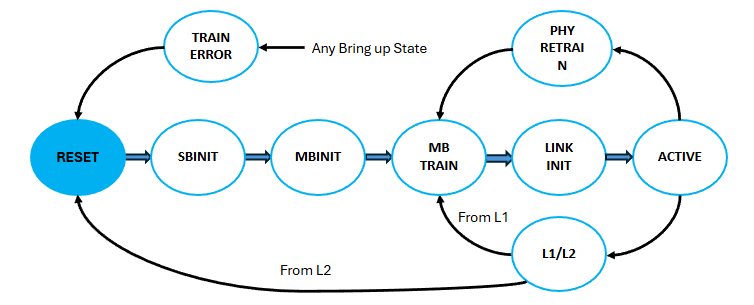 TRAIN
ERROR
Any Bring up State
PHY
RETRAI
N
RESET
SBINIT
MBINIT
MB
TRAIN
LINK
INIT
ACTIVE
From L1
L1/L2
From L2